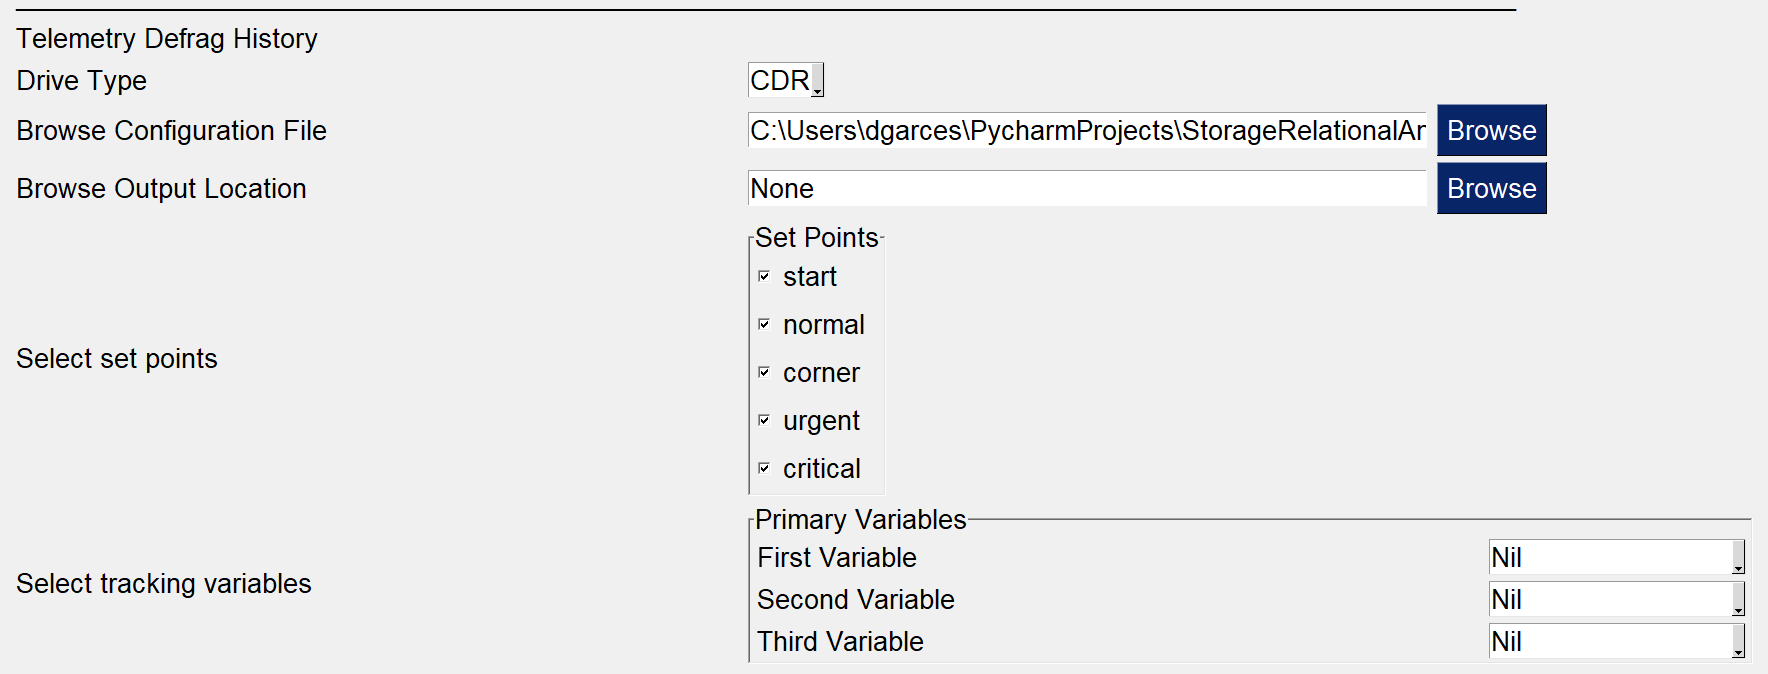 Telemetry Defrag History
Drive Type CDR
Browse Configuration File C:\Users\dgarces\PycharmProjects\StorageRelationalAr Browse
Browse Output Location None Browse
Set Points
start
normal
Select set points
corner
urgent
critical
Primary Variables
First Variable Nil
Select tracking variables
Second Variable Nil
Third Variable Nil